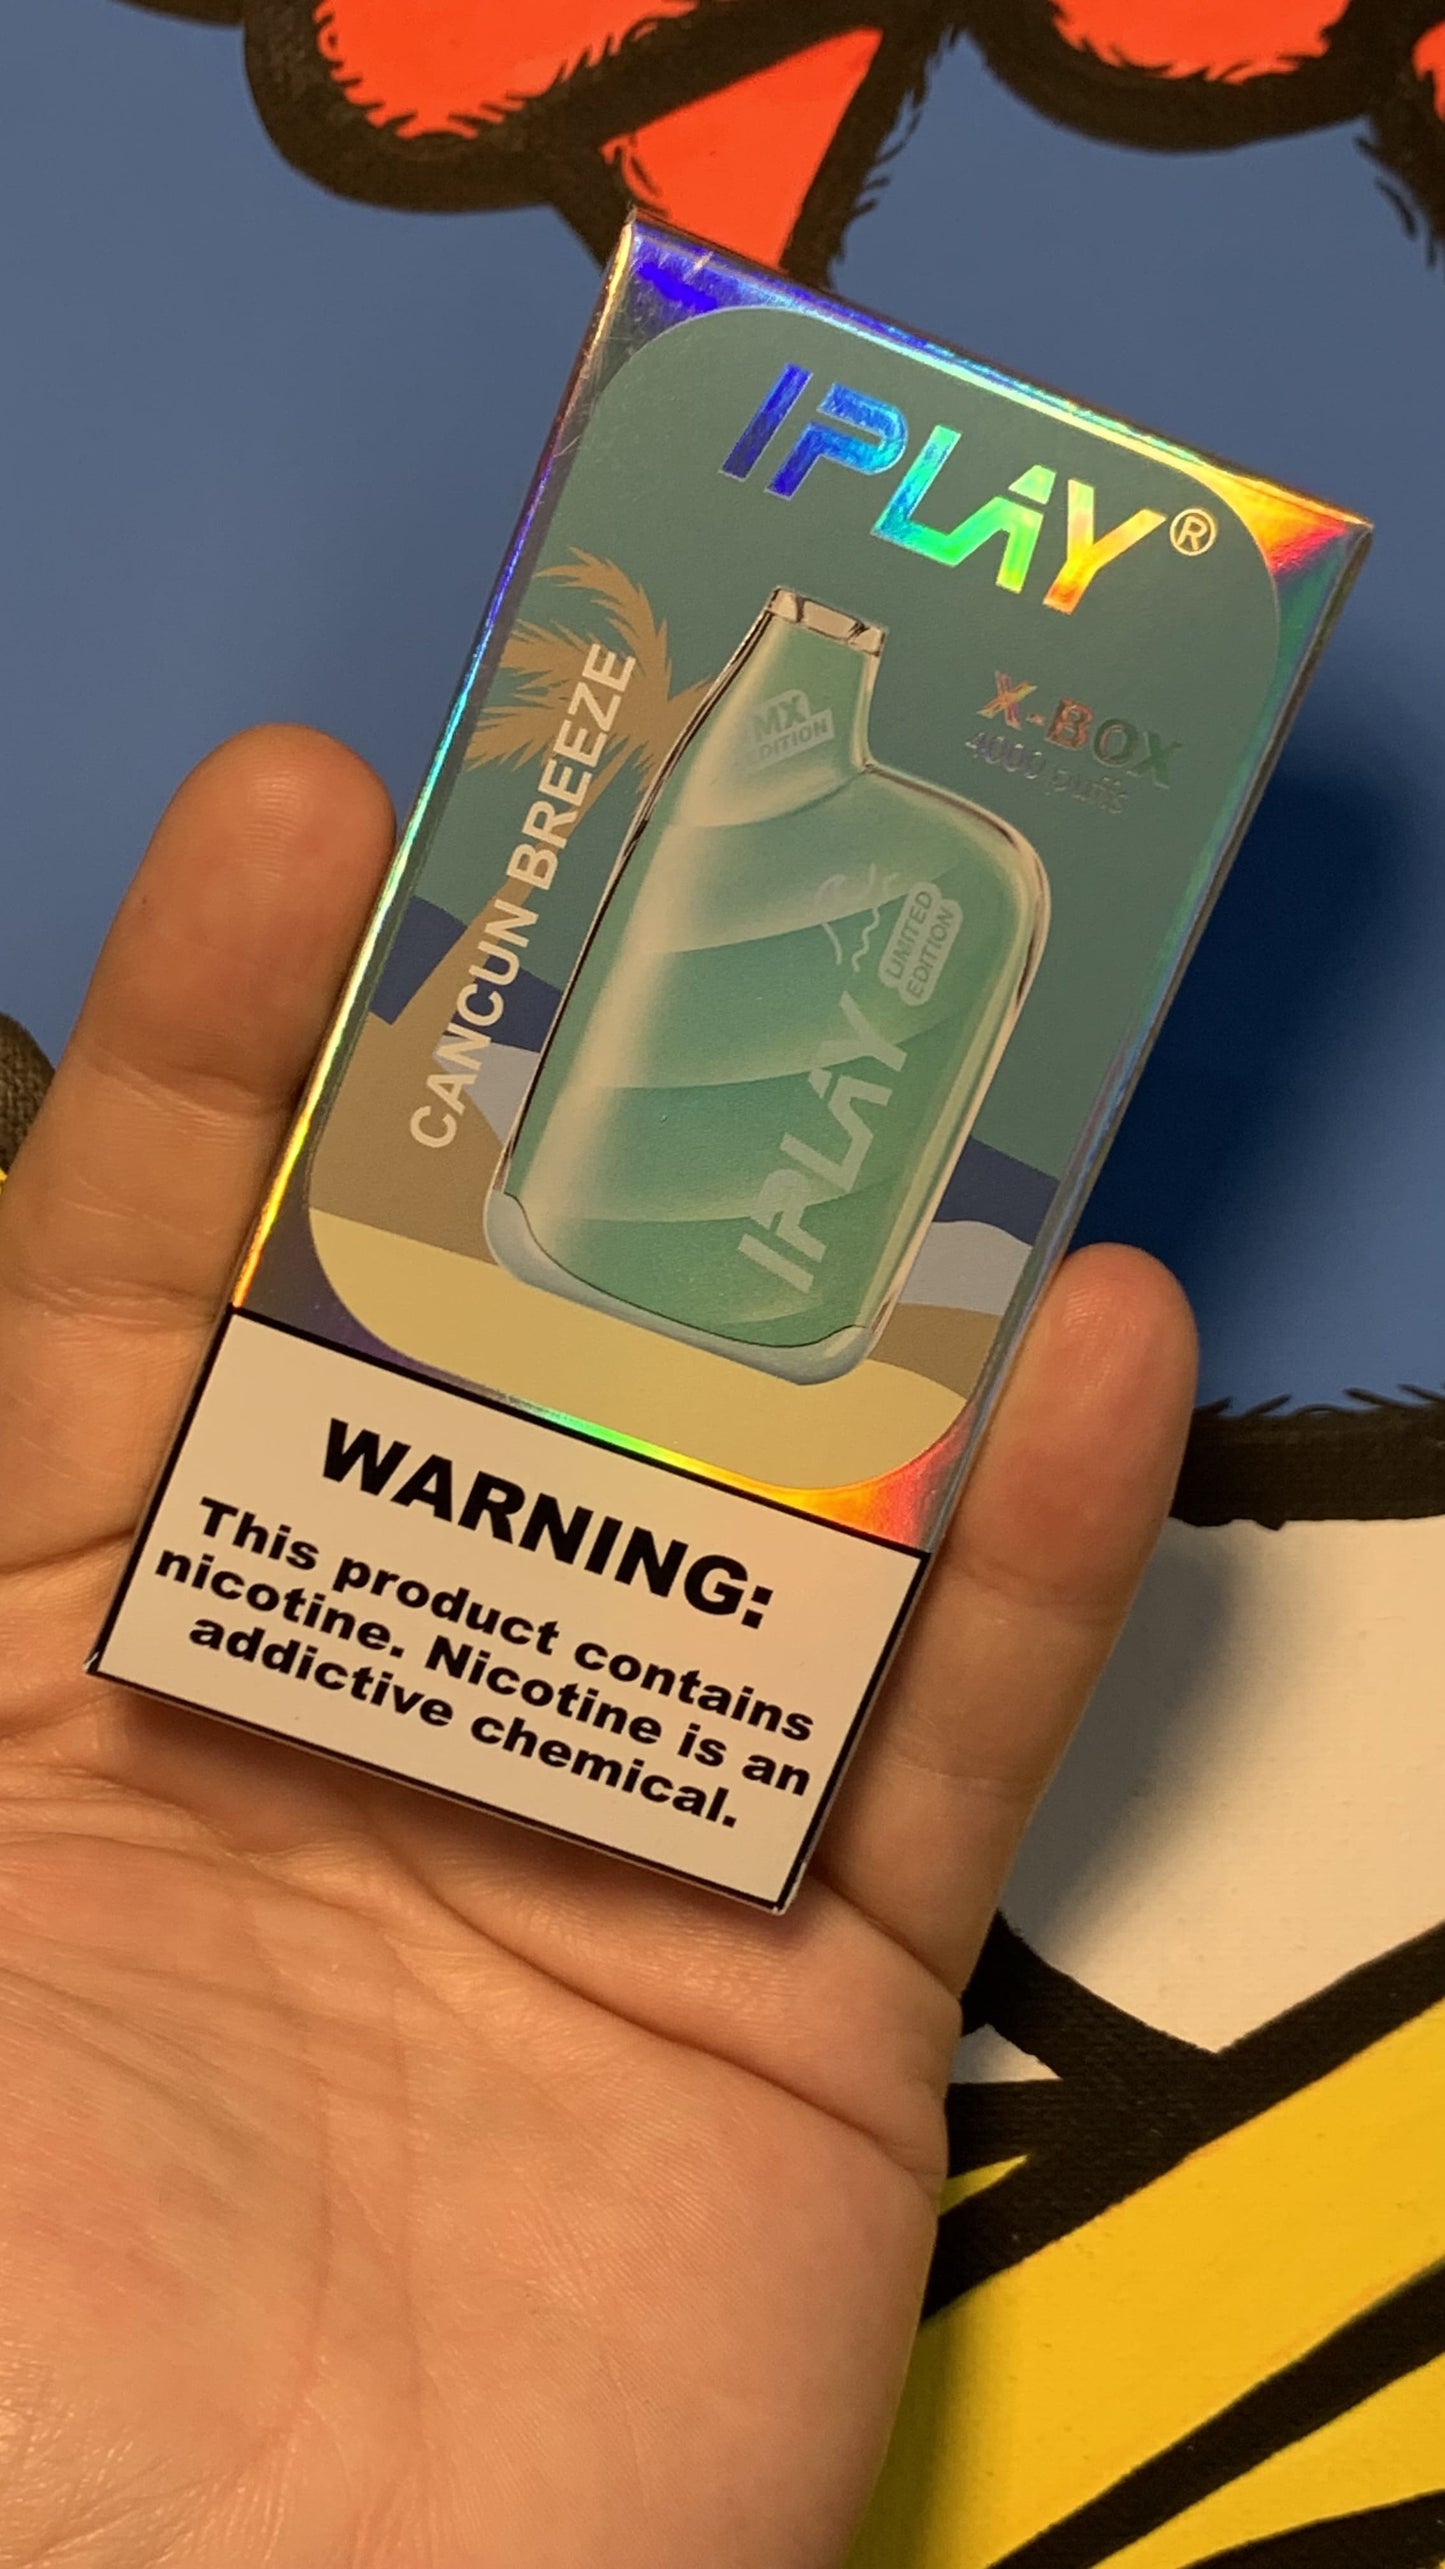 IPLAY®
X-BOX
4000 puffs
CANCUN BREEZE
MX
EDITION
LIMITED
EDITION
IPLAY
WARNING:
This product contains
nicotine. Nicotine is an
addictive chemical.